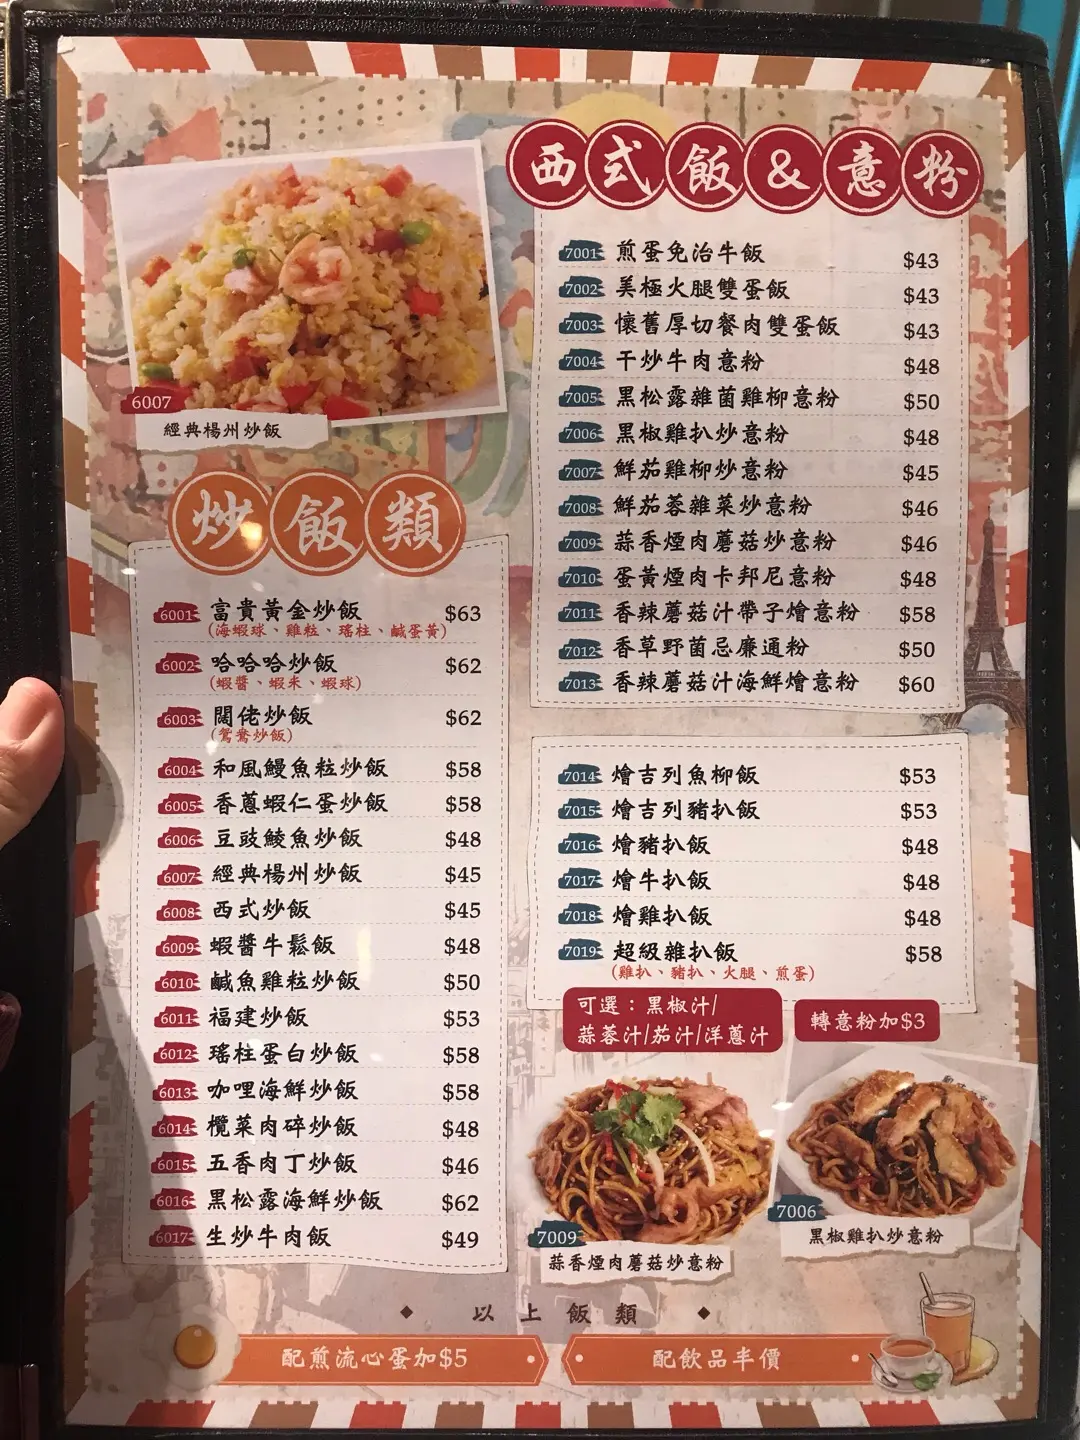 6007
經典楊州炒飯
炒飯類
6001 富貴黃金炒飯 $63
(海蝦球、雞粒、瑤柱、鹹蛋黃)
6002 哈哈哈炒飯 $62
(蝦醬、蝦米、蝦球)
6003 闊佬炒飯 $62
(鴛鴦炒飯)
6004 和風鰻魚粒炒飯 $58
6005 香蔥蝦仁蛋炒飯 $58
6006 豆豉鯪魚炒飯 $48
6007 經典楊州炒飯 $45
6008 西式炒飯 $45
6009 蝦醬牛鬆飯 $48
6010 鹹魚雞粒炒飯 $50
6011 福建炒飯 $53
6012 瑤柱蛋白炒飯 $58
6013 咖哩海鮮炒飯 $58
6014 欖菜肉碎炒飯 $48
6015 五香肉丁炒飯 $46
6016 黑松露海鮮炒飯 $62
6017 生炒牛肉飯 $49
西式飯&意粉
7001 煎蛋免治牛飯 $43
7002 美極火腿雙蛋飯 $43
7003 懷舊厚切餐肉雙蛋飯 $43
7004 干炒牛肉意粉 $48
7005 黑松露雜菌雞柳意粉 $50
7006 黑椒雞扒炒意粉 $48
7007 鮮茄雞柳炒意粉 $45
7008 鮮茄蓉雜菜炒意粉 $46
7009 蒜香煙肉蘑菇炒意粉 $46
7010 蛋黃煙肉卡邦尼意粉 $48
7011 香辣蘑菇汁帶子燴意粉 $58
7012 香草野菌忌廉通粉 $50
7013 香辣蘑菇汁海鮮燴意粉 $60
7014 燴吉列魚柳飯 $53
7015 燴吉列豬扒飯 $53
7016 燴豬扒飯 $48
7017 燴牛扒飯 $48
7018 燴雞扒飯 $48
7019 超級雜扒飯 $58
(雞扒、豬扒、火腿、煎蛋)
可選：黑椒汁/
蒜蓉汁/茄汁/洋蔥汁
轉意粉加$3
7009
蒜香煙肉蘑菇炒意粉
7006
黑椒雞扒炒意粉
以上飯類
配煎流心蛋加$5
配飲品半價